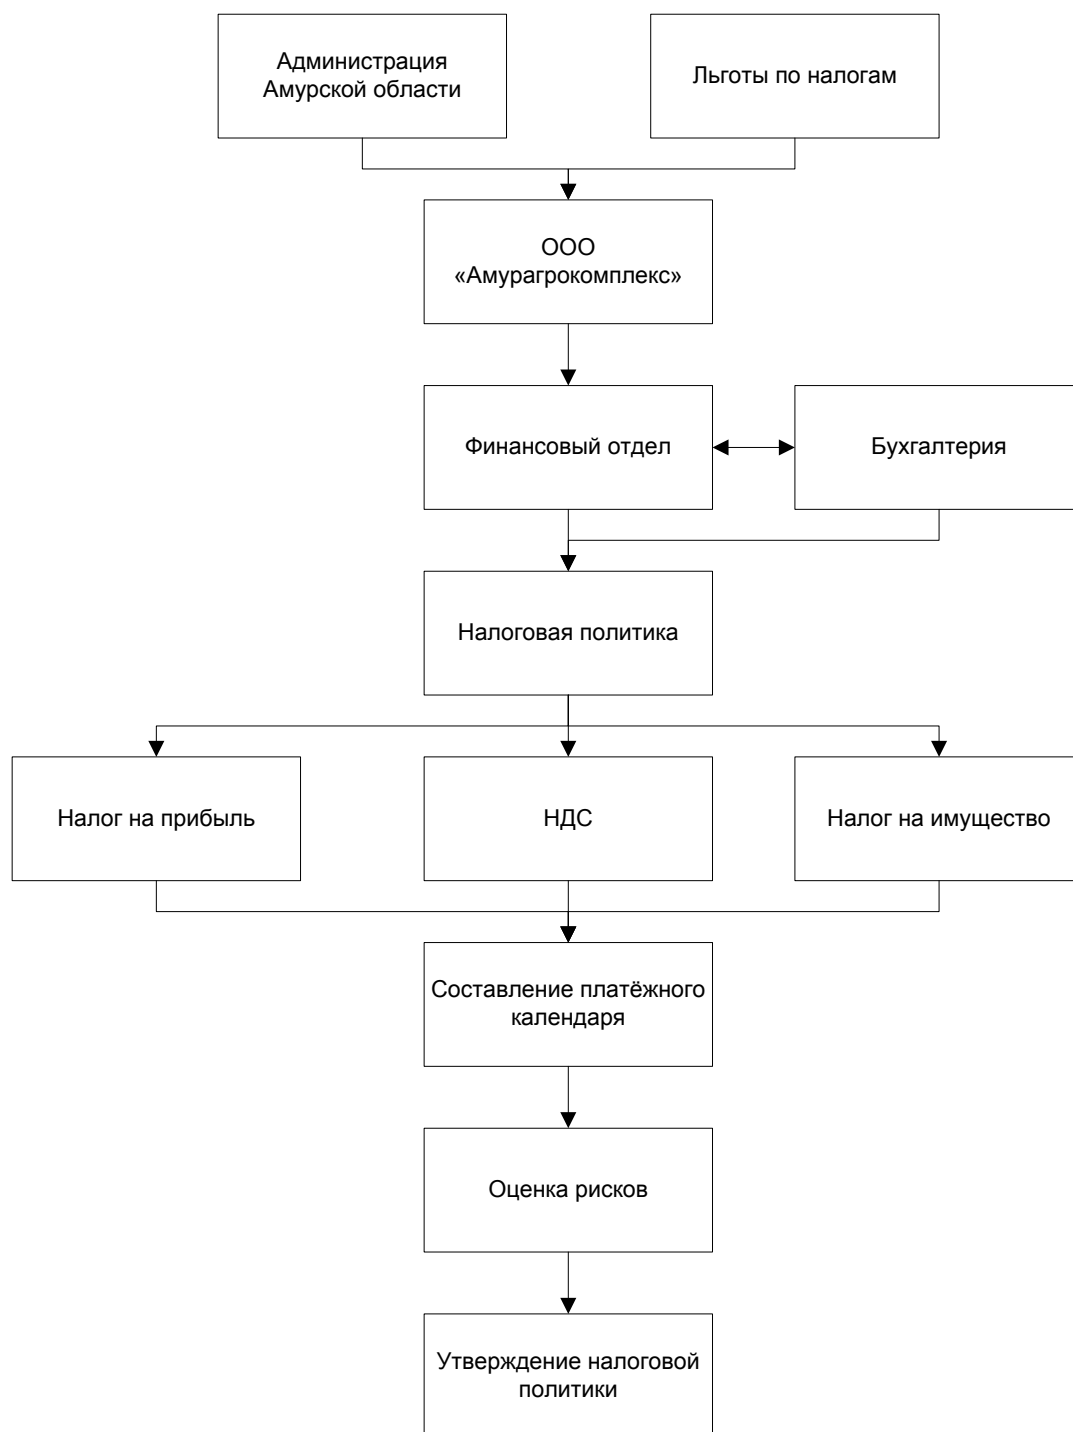 Администрация
Амурской области
Льготы по налогам
ООО
«Амурагрокомплекс»
Финансовый отдел
Бухгалтерия
Налоговая политика
Налог на прибыль
НДС
Налог на имущество
Составление платёжного
календаря
Оценка рисков
Утверждение налоговой
политики